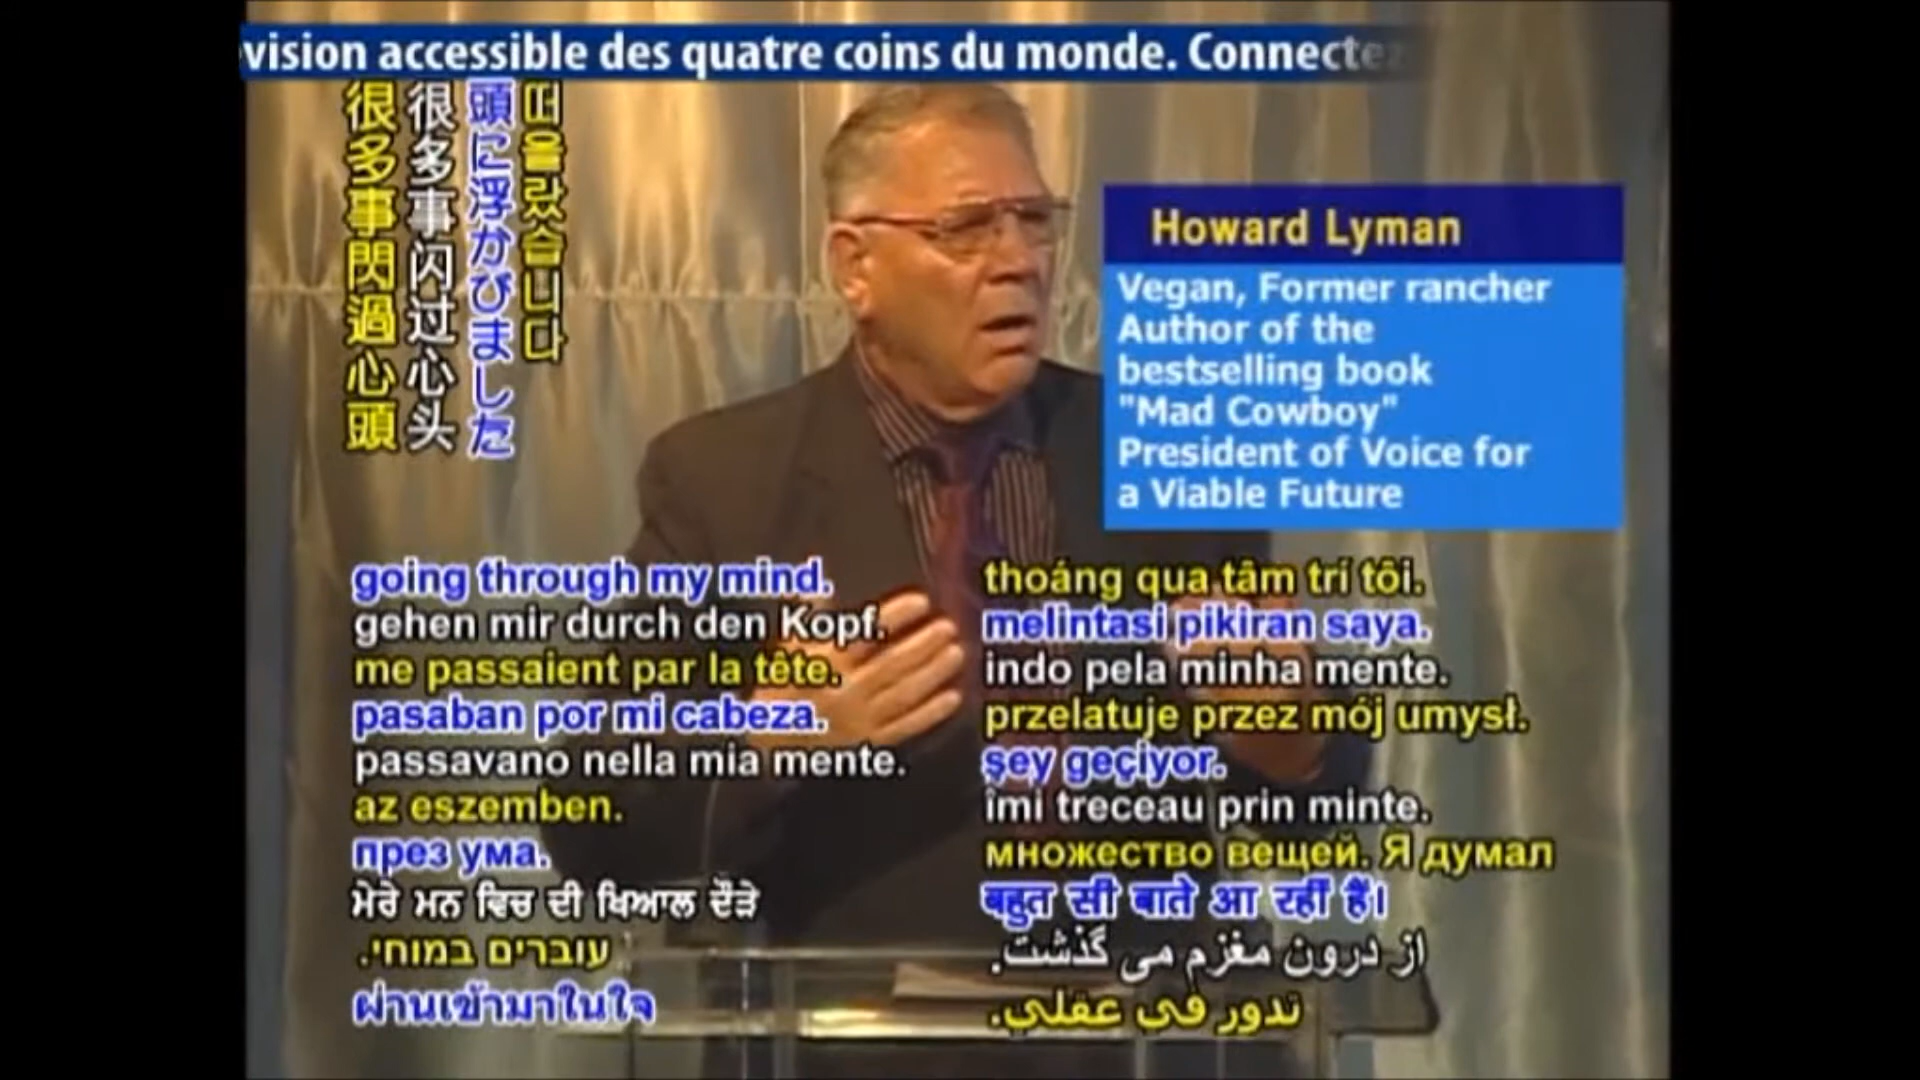 vision accessible des quatre coins du monde. Connectez
很多事閃過心頭
很多事闪过心头
頭に浮かびました
떠올랐습니다
Howard Lyman
Vegan, Former rancher
Author of the
bestselling book
"Mad Cowboy"
President of Voice for
a Viable Future
going through my mind.
gehen mir durch den Kopf.
me passaient par la tête.
pasaban por mi cabeza.
passavano nella mia mente.
az eszemben.
през ума.
ਮੇਰੇ ਮਨ ਵਿਚ ਦੀ ਖਿਆਲ ਦੌੜੇ
עוברים במוחי.
ผ่านเข้ามาในใจ
thoáng qua tâm trí tôi.
melintasi pikiran saya.
indo pela minha mente.
przelatuje przez mój umysł.
şey geçiyor.
îmi treceau prin minte.
множество вещей. Я думал
बहुत सी बाते आ रहीं हैं।
از درون مغزم می گذشت.
تدور في عقلي.